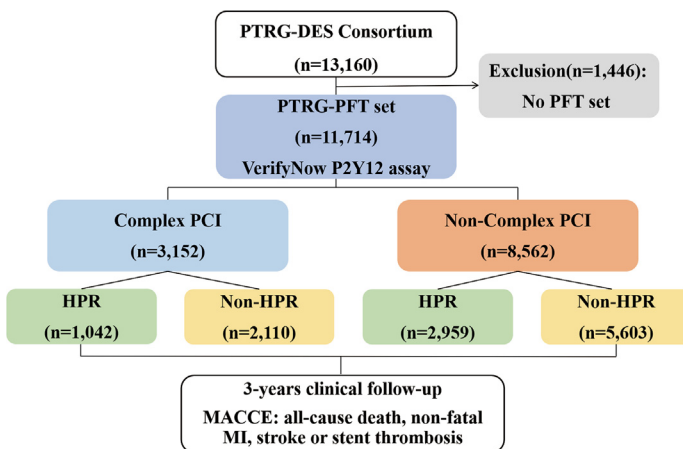 PTRG-DES Consortium
(n=13,160)
Exclusion(n=1,446):
No PFT set
PTRG-PFT set
(n=11,714)
VerifyNow P2Y12 assay
Complex PCI
(n=3,152)
Non-Complex PCI
(n=8,562)
HPR
(n=1,042)
Non-HPR
(n=2,110)
HPR
(n=2,959)
Non-HPR
(n=5,603)
3-years clinical follow-up
MACCE: all-cause death, non-fatal
MI, stroke or stent thrombosis